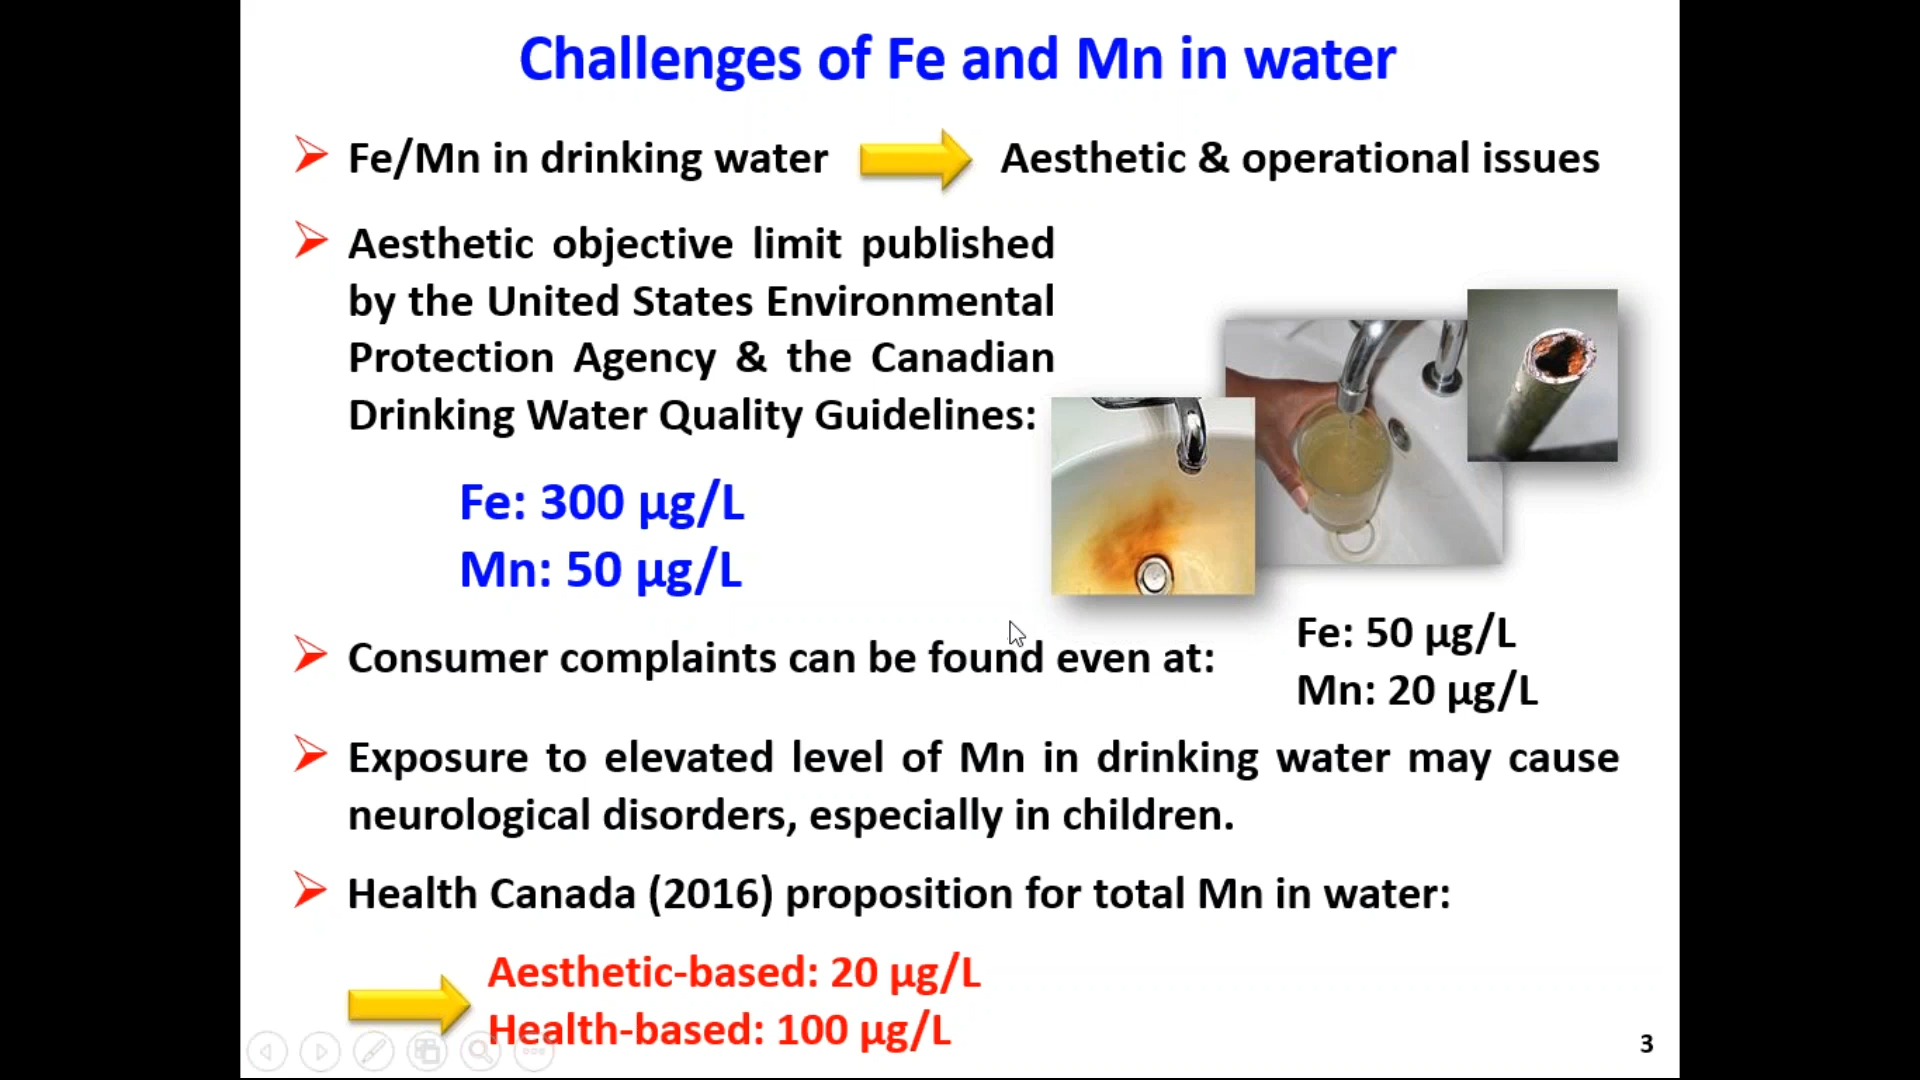 Challenges of Fe and Mn in water
Fe/Mn in drinking water
Aesthetic & operational issues
Aesthetic objective limit published
by the United States Environmental
Protection Agency & the Canadian
Drinking Water Quality Guidelines:
Fe: 300 µg/L
Mn: 50 µg/L
Consumer complaints can be found even at:
Fe: 50 µg/L
Mn: 20 µg/L
Exposure to elevated level of Mn in drinking water may cause
neurological disorders, especially in children.
Health Canada (2016) proposition for total Mn in water:
Aesthetic-based: 20 µg/L
Health-based: 100 µg/L
3